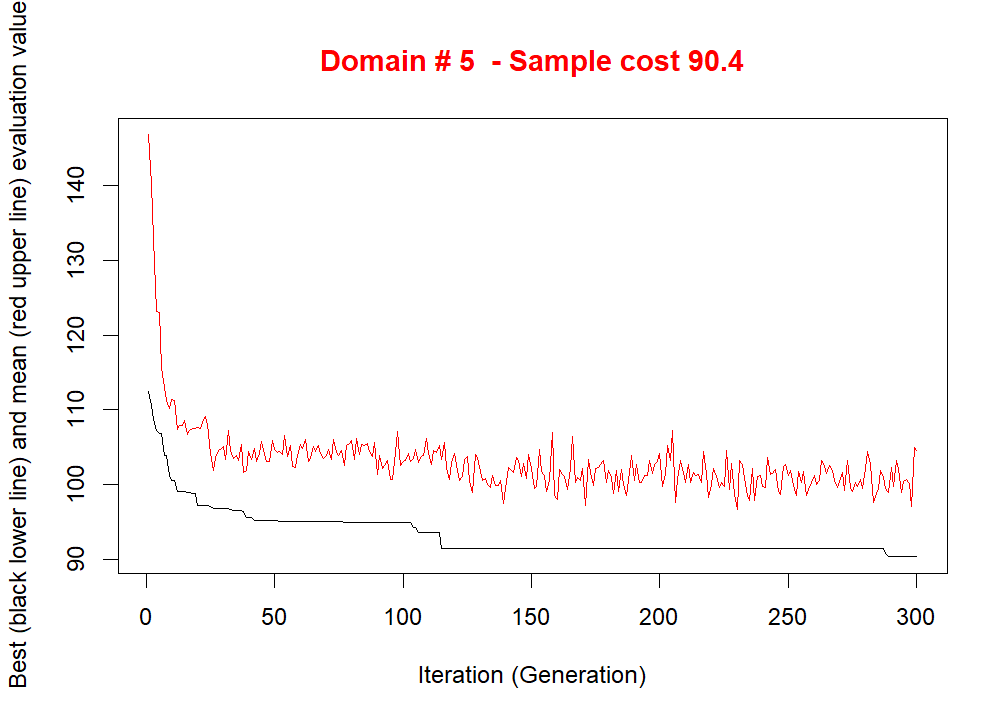 Domain # 5  - Sample cost 90.4
Best (black lower line) and mean (red upper line) evaluation value
140
130
120
110
100
90
0 50 100 150 200 250 300
Iteration (Generation)